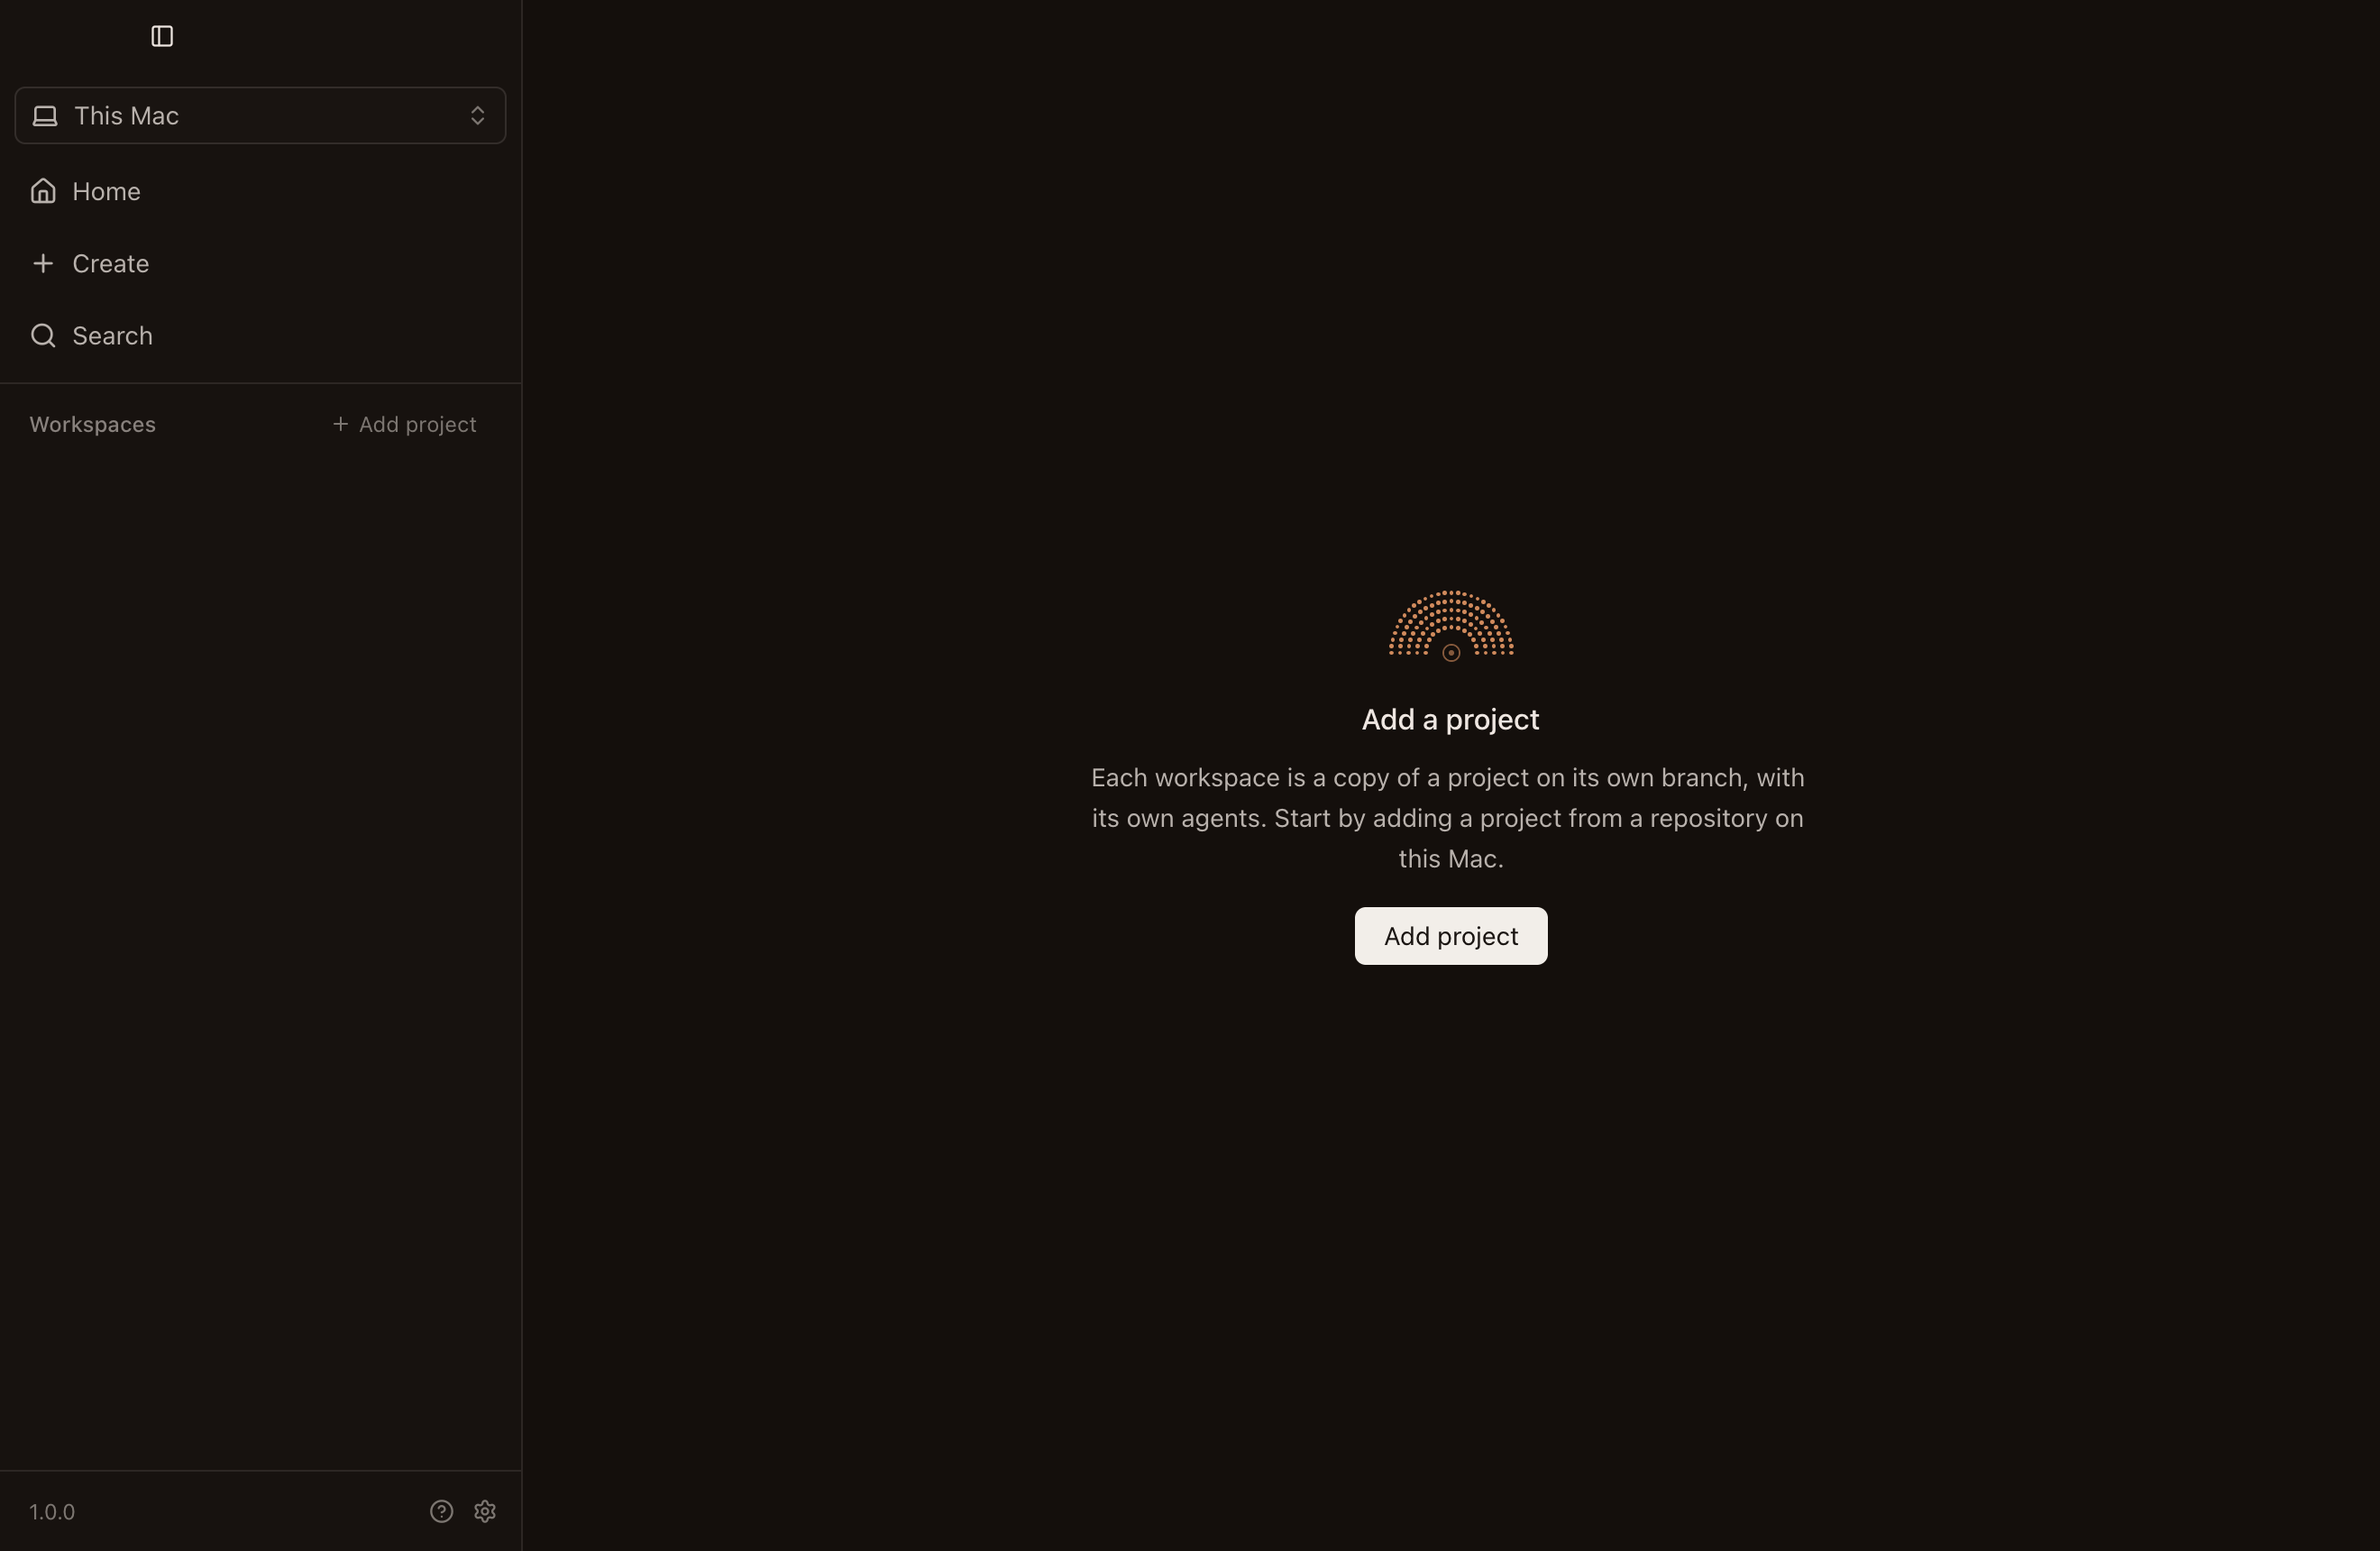 This Mac
Home
Create
Search
Workspaces
Add project
Add a project
Each workspace is a copy of a project on its own branch, with
its own agents. Start by adding a project from a repository on
this Mac.
Add project
1.0.0